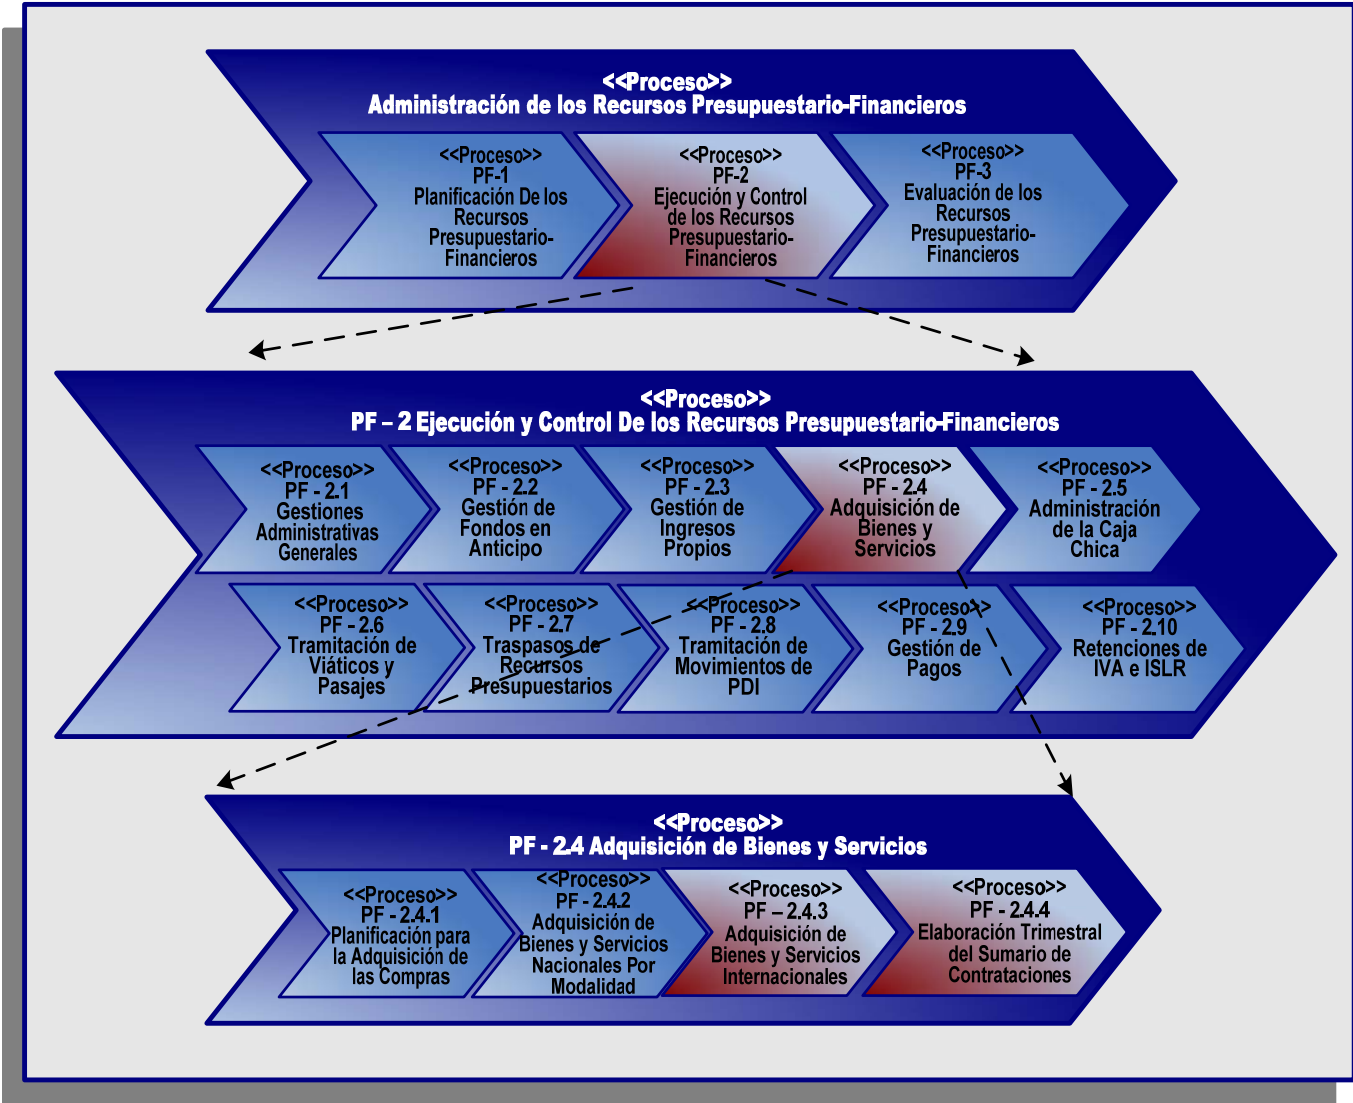 <<Proceso>>
Administración de los Recursos Presupuestario-Financieros
<<Proceso>>
PF-1
Planificación De los
Recursos
Presupuestario-
Financieros
<<Proceso>>
PF-2
Ejecución y Control
de los Recursos
Presupuestario-
Financieros
<<Proceso>>
PF-3
Evaluación de los
Recursos
Presupuestario-
Financieros
<<Proceso>>
PF – 2 Ejecución y Control De los Recursos Presupuestario-Financieros
<<Proceso>>
PF - 2.1
Gestiones
Administrativas
Generales
<<Proceso>>
PF - 2.2
Gestión de
Fondos en
Anticipo
<<Proceso>>
PF - 2.3
Gestión de
Ingresos
Propios
<<Proceso>>
PF - 2.4
Adquisición de
Bienes y
Servicios
<<Proceso>>
PF - 2.5
Administración
de la Caja
Chica
<<Proceso>>
PF - 2.6
Tramitación de
Viáticos y
Pasajes
<<Proceso>>
PF - 2.7
Traspasos de
Recursos
Presupuestarios
<<Proceso>>
PF - 2.8
Tramitación de
Movimientos de
PDI
<<Proceso>>
PF - 2.9
Gestión de
Pagos
<<Proceso>>
PF - 2.10
Retenciones de
IVA e ISLR
<<Proceso>>
PF - 2.4 Adquisición de Bienes y Servicios
<<Proceso>>
PF - 2.4.1
Planificación para
la Adquisición de
las Compras
<<Proceso>>
PF - 2.4.2
Adquisición de
Bienes y Servicios
Nacionales Por
Modalidad
<<Proceso>>
PF – 2.4.3
Adquisición de
Bienes y Servicios
Internacionales
<<Proceso>>
PF - 2.4.4
Elaboración Trimestral
del Sumario de
Contrataciones